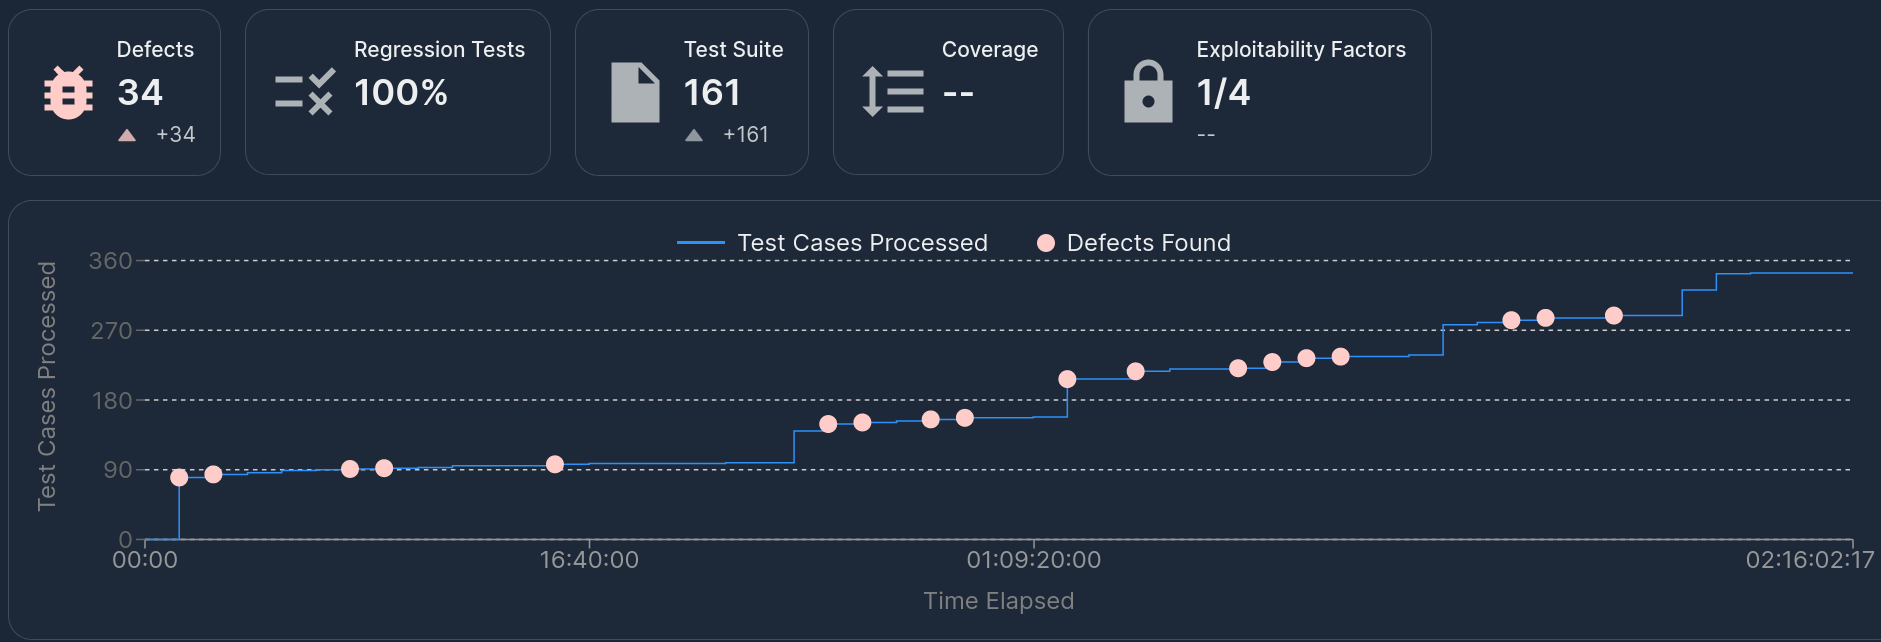 Defects
34
+34
Regression Tests
100%
Test Suite
161
+161
Coverage
--
Exploitability Factors
1/4
--
Test Cases Processed
Defects Found
Test Cases Processed
360
270
180
90
0
00:00
16:40:00
01:09:20:00
02:16:02:17
Time Elapsed